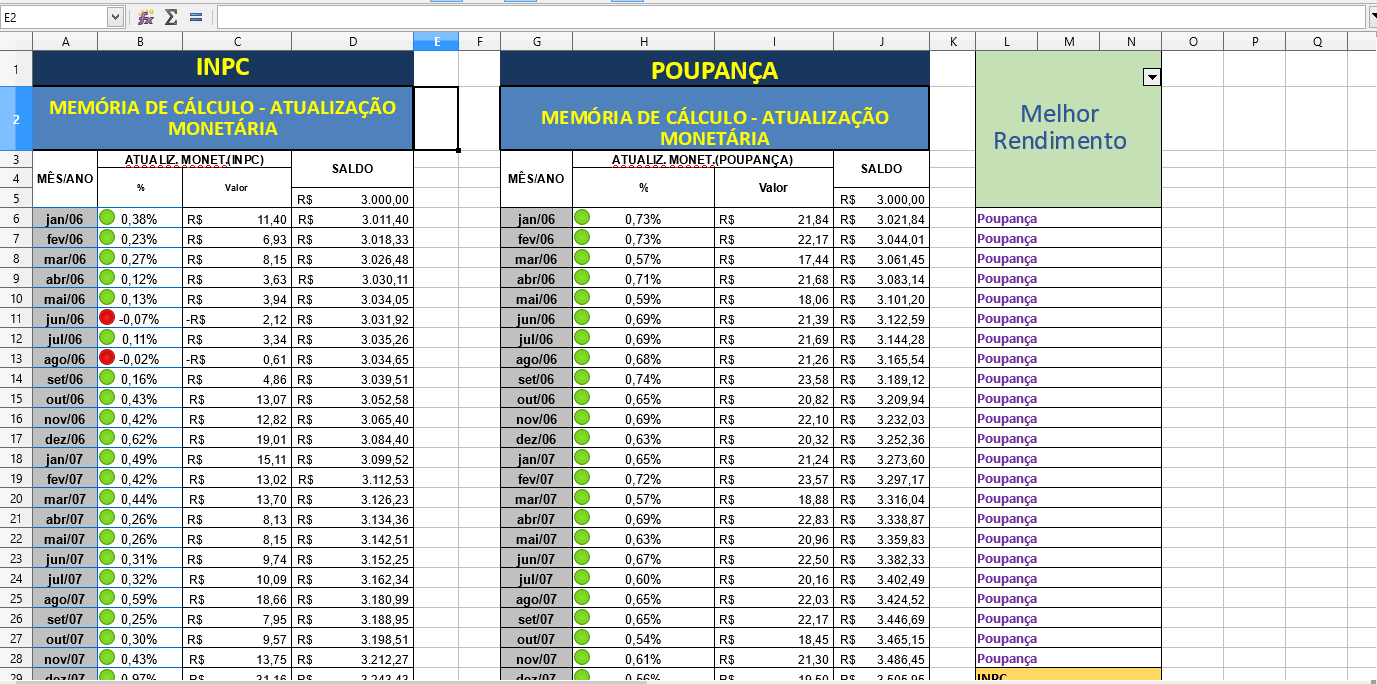 E2
A B C D E F G H I J K L M N O P Q
1 INPC POUPANÇA
2 MEMÓRIA DE CÁLCULO - ATUALIZAÇÃO MONETÁRIA MEMÓRIA DE CÁLCULO - ATUALIZAÇÃO MONETÁRIA Melhor Rendimento
3 MÊS/ANO ATUALIZ. MONET.(INPC) SALDO MÊS/ANO ATUALIZ. MONET.(POUPANÇA) SALDO
4 % Valor % Valor
5 R$ 3.000,00 R$ 3.000,00
6 jan/06 0,38% R$ 11,40 R$ 3.011,40 jan/06 0,73% R$ 21,84 R$ 3.021,84 Poupança
7 fev/06 0,23% R$ 6,93 R$ 3.018,33 fev/06 0,73% R$ 22,17 R$ 3.044,01 Poupança
8 mar/06 0,27% R$ 8,15 R$ 3.026,48 mar/06 0,57% R$ 17,44 R$ 3.061,45 Poupança
9 abr/06 0,12% R$ 3,63 R$ 3.030,11 abr/06 0,71% R$ 21,68 R$ 3.083,14 Poupança
10 mai/06 0,13% R$ 3,94 R$ 3.034,05 mai/06 0,59% R$ 18,06 R$ 3.101,20 Poupança
11 jun/06 -0,07% -R$ 2,12 R$ 3.031,92 jun/06 0,69% R$ 21,39 R$ 3.122,59 Poupança
12 jul/06 0,11% R$ 3,34 R$ 3.035,26 jul/06 0,69% R$ 21,69 R$ 3.144,28 Poupança
13 ago/06 -0,02% -R$ 0,61 R$ 3.034,65 ago/06 0,68% R$ 21,26 R$ 3.165,54 Poupança
14 set/06 0,16% R$ 4,86 R$ 3.039,51 set/06 0,74% R$ 23,58 R$ 3.189,12 Poupança
15 out/06 0,43% R$ 13,07 R$ 3.052,58 out/06 0,65% R$ 20,82 R$ 3.209,94 Poupança
16 nov/06 0,42% R$ 12,82 R$ 3.065,40 nov/06 0,69% R$ 22,10 R$ 3.232,03 Poupança
17 dez/06 0,62% R$ 19,01 R$ 3.084,40 dez/06 0,63% R$ 20,32 R$ 3.252,36 Poupança
18 jan/07 0,49% R$ 15,11 R$ 3.099,52 jan/07 0,65% R$ 21,24 R$ 3.273,60 Poupança
19 fev/07 0,42% R$ 13,02 R$ 3.112,53 fev/07 0,72% R$ 23,57 R$ 3.297,17 Poupança
20 mar/07 0,44% R$ 13,70 R$ 3.126,23 mar/07 0,57% R$ 18,88 R$ 3.316,04 Poupança
21 abr/07 0,26% R$ 8,13 R$ 3.134,36 abr/07 0,69% R$ 22,83 R$ 3.338,87 Poupança
22 mai/07 0,26% R$ 8,15 R$ 3.142,51 mai/07 0,63% R$ 20,96 R$ 3.359,83 Poupança
23 jun/07 0,31% R$ 9,74 R$ 3.152,25 jun/07 0,67% R$ 22,50 R$ 3.382,33 Poupança
24 jul/07 0,32% R$ 10,09 R$ 3.162,34 jul/07 0,60% R$ 20,16 R$ 3.402,49 Poupança
25 ago/07 0,59% R$ 18,66 R$ 3.180,99 ago/07 0,65% R$ 22,03 R$ 3.424,52 Poupança
26 set/07 0,25% R$ 7,95 R$ 3.188,95 set/07 0,65% R$ 22,17 R$ 3.446,69 Poupança
27 out/07 0,30% R$ 9,57 R$ 3.198,51 out/07 0,54% R$ 18,45 R$ 3.465,15 Poupança
28 nov/07 0,43% R$ 13,75 R$ 3.212,27 nov/07 0,61% R$ 21,30 R$ 3.486,45 Poupança
29 dez/07 0,97% R$ 31,16 R$ 3.243,43 dez/07 0,56% R$ 19,50 R$ 3.505,95 INPC